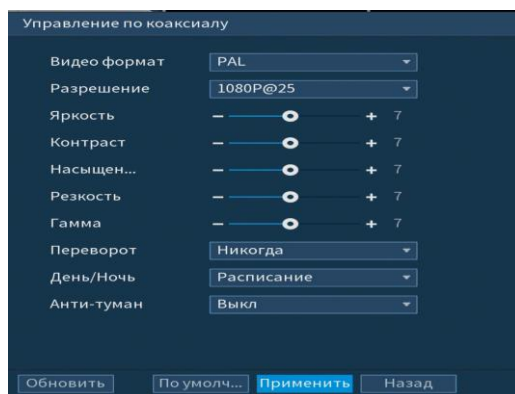 Управление по коаксиалу
Видео формат PAL
Разрешение 1080P@25
Яркость − + 7
Контраст − + 7
Насыщен... − + 7
Резкость − + 7
Гамма − + 7
Переворот Никогда
День/Ночь Расписание
Анти-туман Выкл
Обновить По умолч... Применить Назад